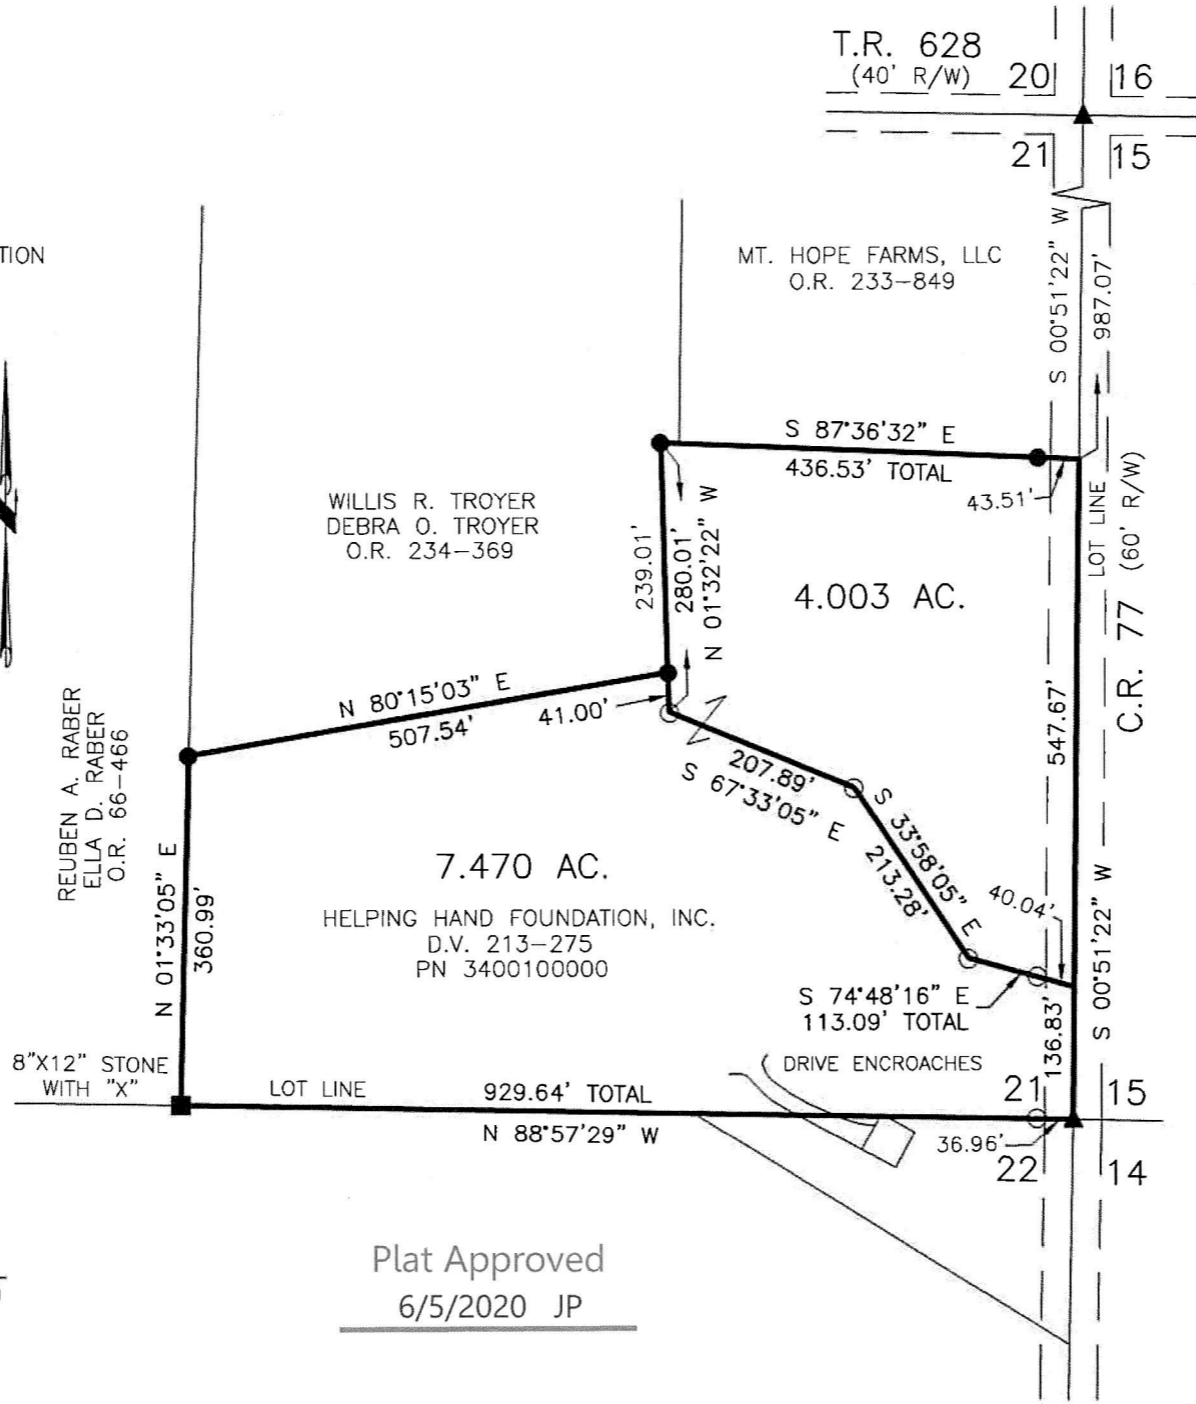 T.R. 628
(40' R/W)
20
16
21
15
TION
MT. HOPE FARMS, LLC
O.R. 233-849
S 00°51'22" W
987.07'
S 87°36'32" E
436.53' TOTAL
43.51'
LOT LINE
(60' R/W)
C.R. 77
WILLIS R. TROYER
DEBRA O. TROYER
O.R. 234-369
239.01'
280.01'
N 01°32'22" W
4.003 AC.
N 80°15'03" E
507.54'
41.00'
547.67'
REUBEN A. RABER
ELLA D. RABER
O.R. 66-466
207.89'
S 67°33'05" E
S 33°58'05" E
213.28'
7.470 AC.
HELPING HAND FOUNDATION, INC.
D.V. 213-275
PN 3400100000
N 01°33'05" E
360.99'
40.04'
S 00°51'22" W
S 74°48'16" E
113.09' TOTAL
136.83'
8"X12" STONE
WITH "X"
LOT LINE
929.64' TOTAL
N 88°57'29" W
DRIVE ENCROACHES
21
15
36.96'
22
14
Plat Approved
6/5/2020 JP